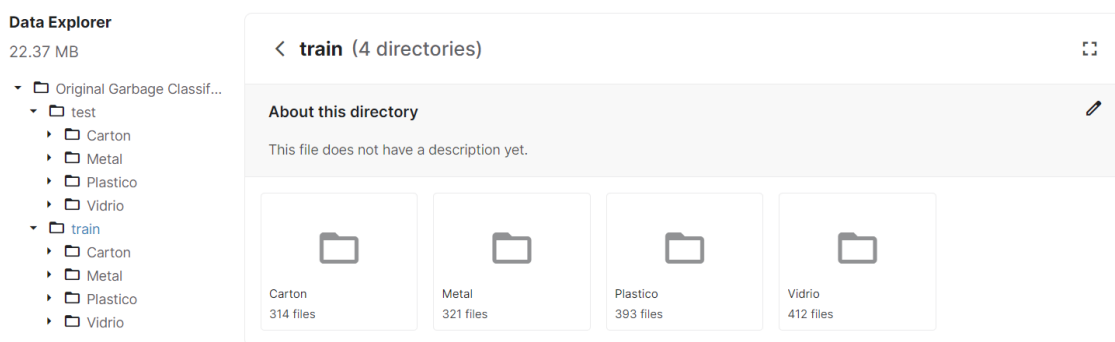 Data Explorer
22.37 MB
Original Garbage Classif...
test
Carton
Metal
Plastico
Vidrio
train
Carton
Metal
Plastico
Vidrio
train (4 directories)
About this directory
This file does not have a description yet.
Carton
314 files
Metal
321 files
Plastico
393 files
Vidrio
412 files